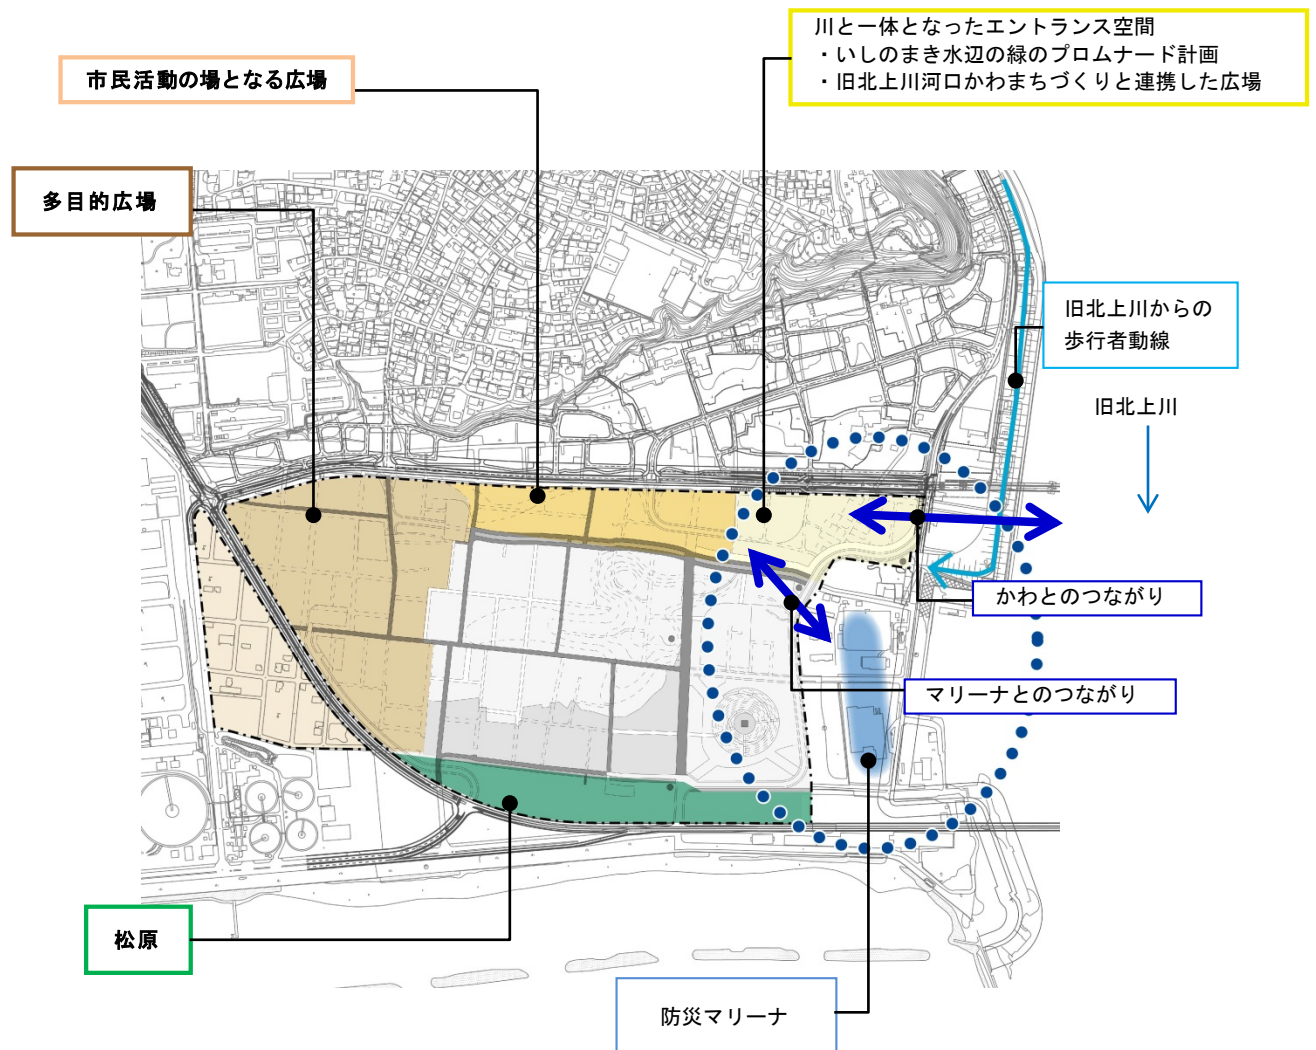 川と一体となったエントランス空間
・いしのまき水辺の緑のプロムナード計画
・旧北上川河口かわまちづくりと連携した広場
市民活動の場となる広場
多目的広場
旧北上川からの
歩行者動線
旧北上川
かわとのつながり
マリーナとのつながり
松原
防災マリーナ